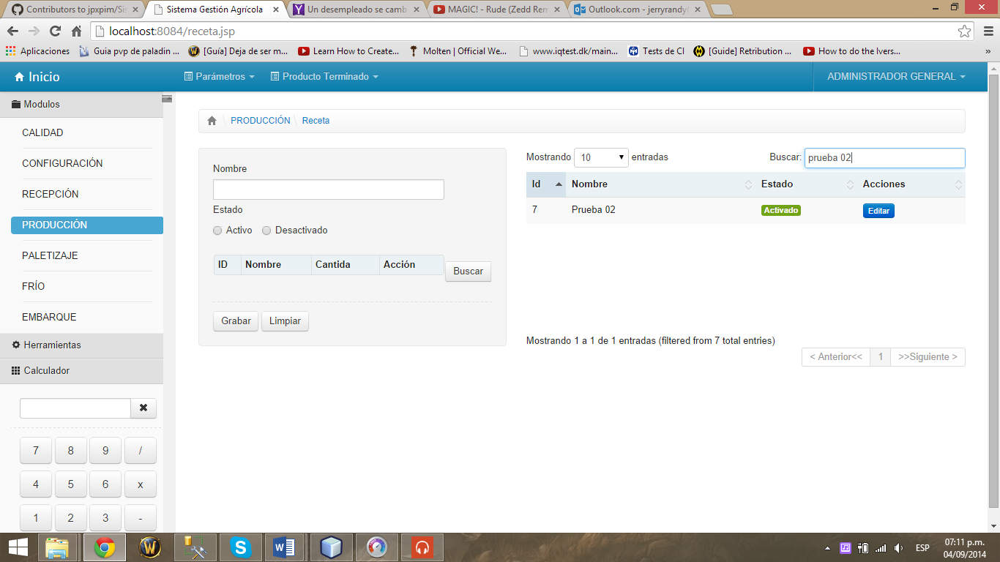 Contributors to jpxpim/Sis
Sistema Gestión Agrícola
Un desempleado se camb
MAGIC! - Rude (Zedd Rem
Outlook.com - jerryrandy
localhost:8084/receta.jsp
Aplicaciones
Guia pvp de paladin ...
[Guía] Deja de ser m...
Learn How to Create...
Molten | Official We...
www.iqtest.dk/main...
Tests de CI
[Guide] Retribution ...
How to do the Ivers...
»
Inicio
Parámetros
Producto Terminado
ADMINISTRADOR GENERAL
Modulos
CALIDAD
CONFIGURACIÓN
RECEPCIÓN
PRODUCCIÓN
PALETIZAJE
FRÍO
EMBARQUE
Herramientas
Calculador
7 8 9 /
4 5 6 x
1 2 3 -
PRODUCCIÓN
Receta
Nombre
Estado
Activo
Desactivado
ID Nombre Cantida Acción
Buscar
Grabar
Limpiar
Mostrando 10 entradas
Buscar: prueba 02
Id Nombre Estado Acciones
7 Prueba 02 Activado Editar
Mostrando 1 a 1 de 1 entradas (filtered from 7 total entries)
< Anterior<< 1 >>Siguiente >
ESP
07:11 p.m.
04/09/2014